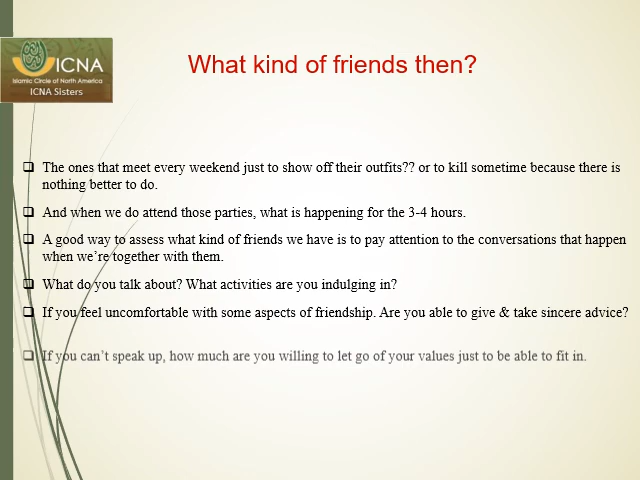 ICNA
Islamic Circle of North America
ICNA Sisters
What kind of friends then?
❑ The ones that meet every weekend just to show off their outfits?? or to kill sometime because there is
nothing better to do.
❑ And when we do attend those parties, what is happening for the 3-4 hours.
❑ A good way to assess what kind of friends we have is to pay attention to the conversations that happen
when we’re together with them.
❑ What do you talk about? What activities are you indulging in?
❑ If you feel uncomfortable with some aspects of friendship. Are you able to give & take sincere advice?
❑ If you can’t speak up, how much are you willing to let go of your values just to be able to fit in.